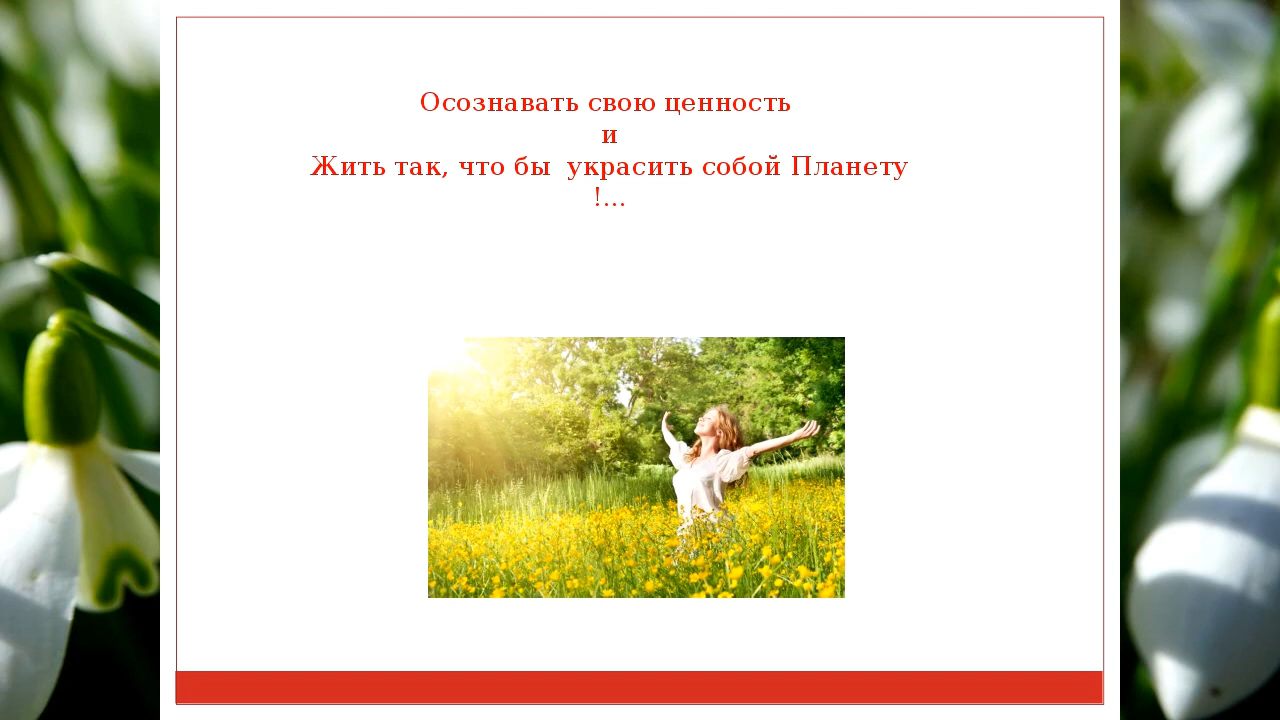 Осознавать свою ценность
и
Жить так, что бы  украсить собой Планету
!...